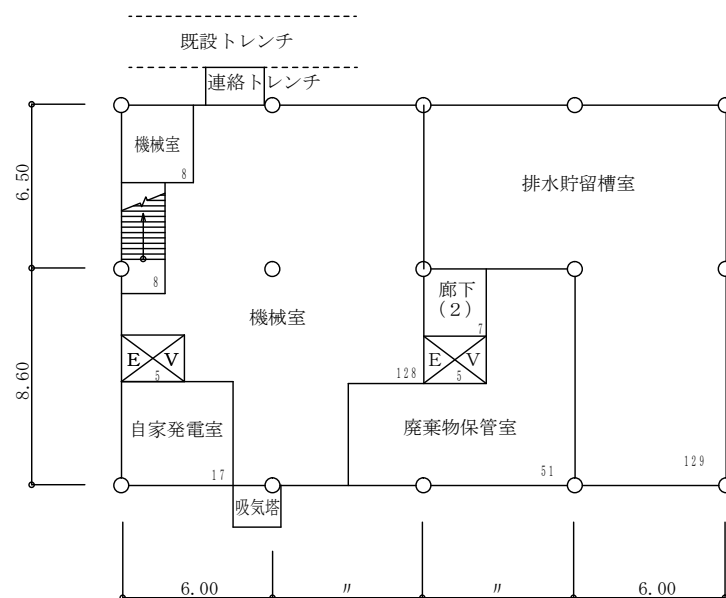 既設トレンチ
連絡トレンチ
機械室
8
排水貯留槽室
6.50
8
廊下
(2)
7
機械室
EV
5
EV
5
128
8.60
自家発電室
17
廃棄物保管室
51
129
吸気塔
6.00
〃
〃
6.00